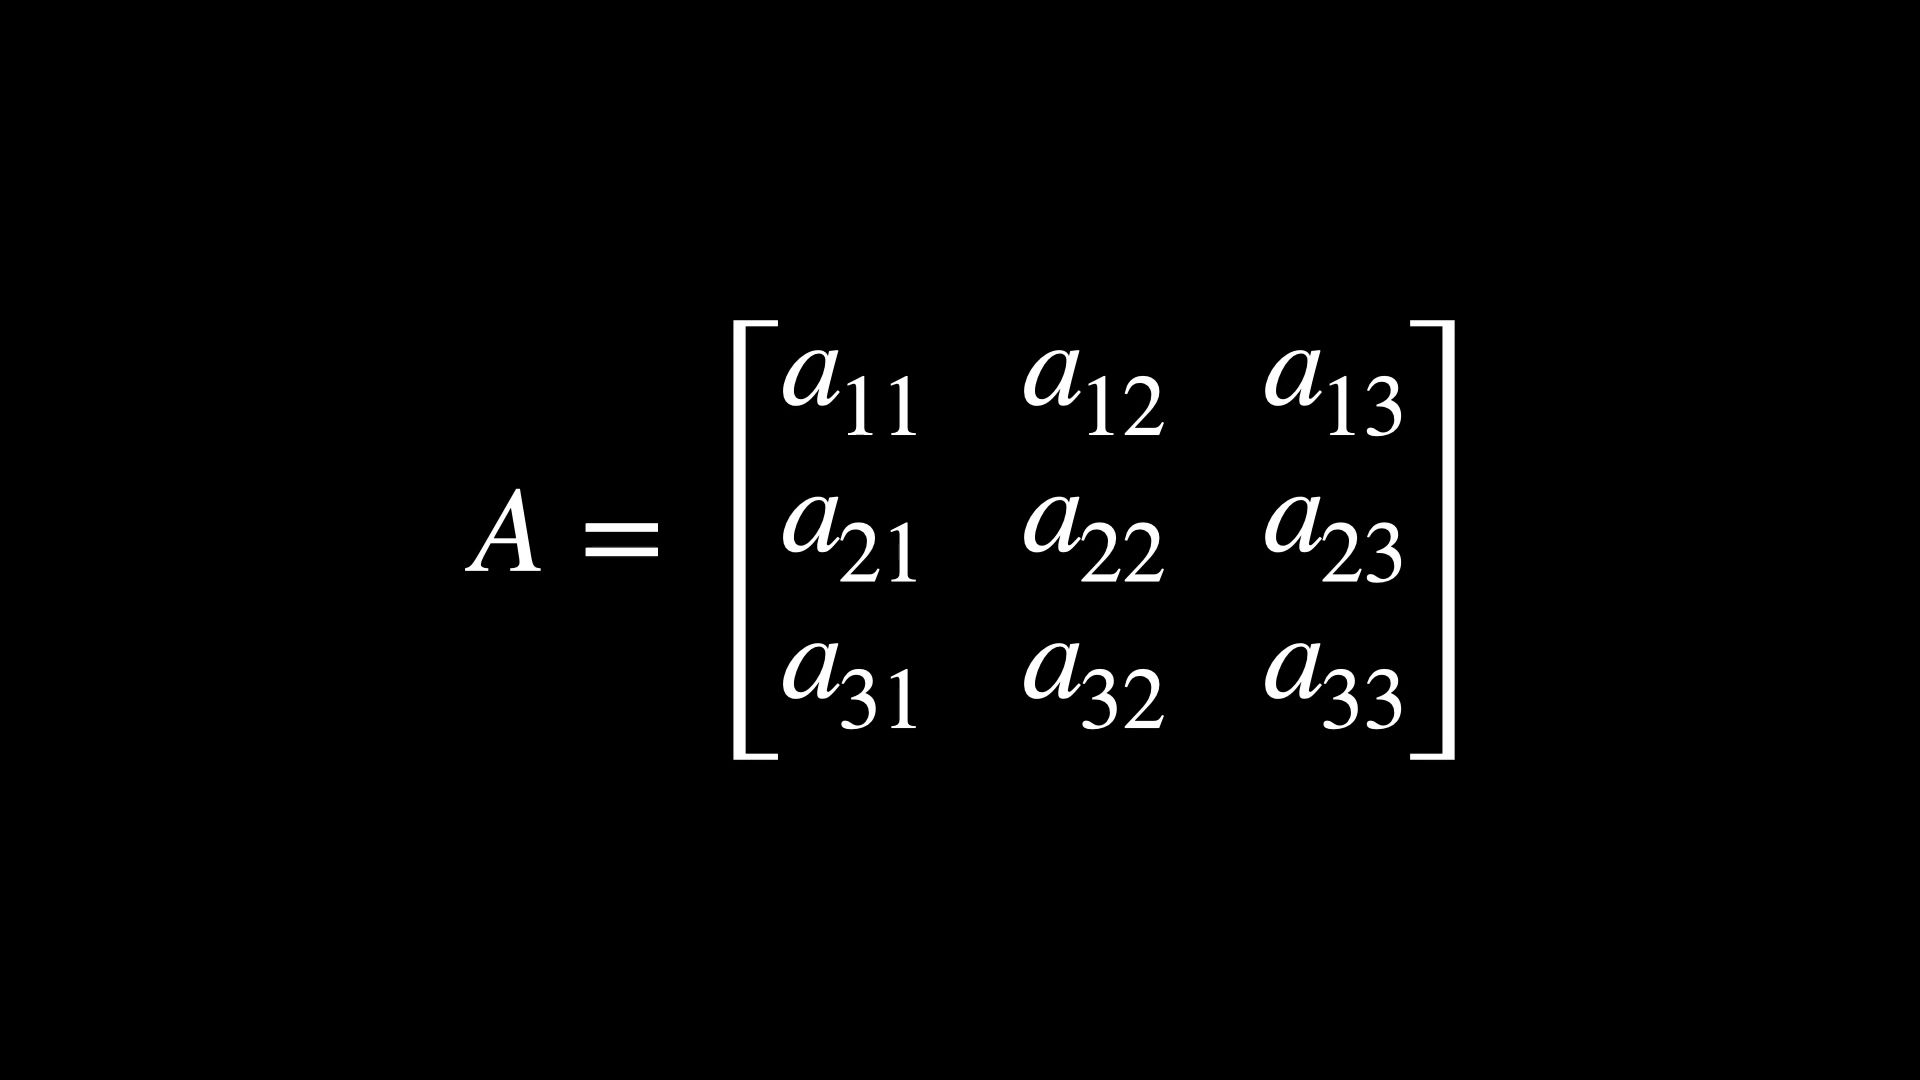 A = [a₁₁ a₁₂ a₁₃
a₂₁ a₂₂ a₂₃
a₃₁ a₃₂ a₃₃]